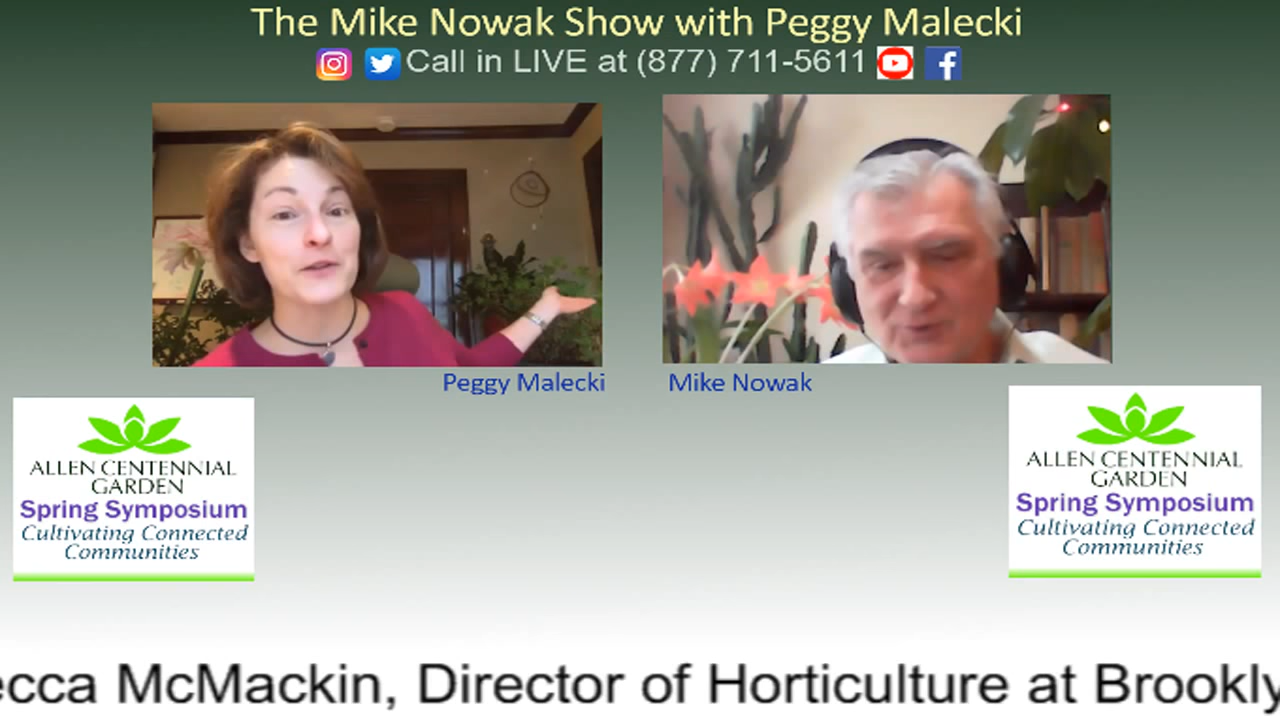 The Mike Nowak Show with Peggy Malecki
Call in LIVE at (877) 711-5611
Peggy Malecki
Mike Nowak
ALLEN CENTENNIAL
GARDEN
Spring Symposium
Cultivating Connected
Communities
ALLEN CENTENNIAL
GARDEN
Spring Symposium
Cultivating Connected
Communities
ecca McMackin, Director of Horticulture at Brookly